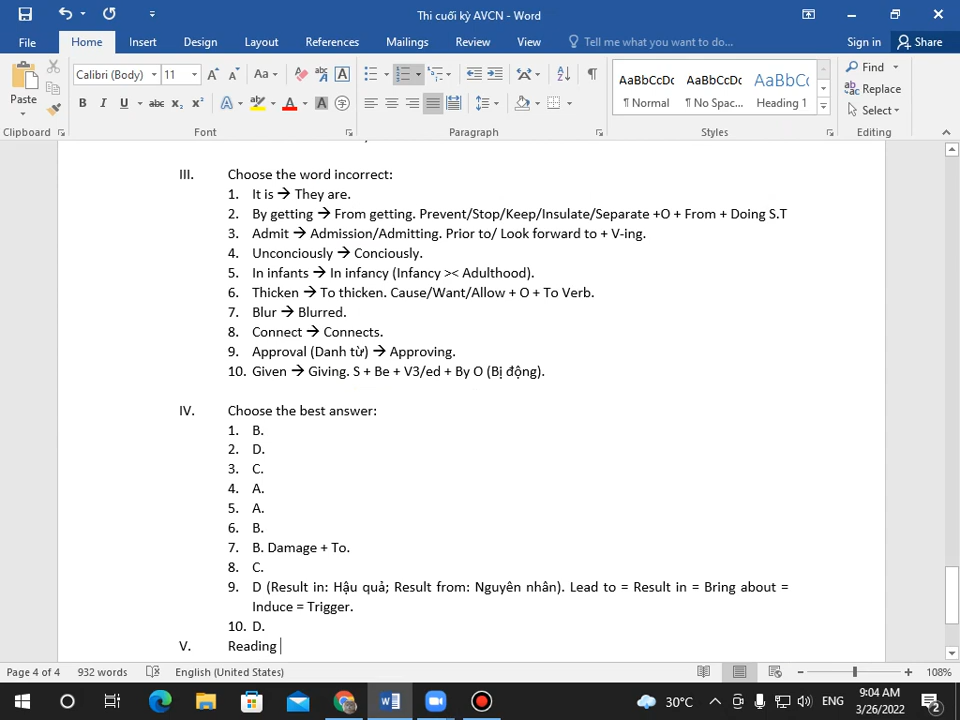 Thi cuối kỳ AVCN - Word
File Home Insert Design Layout References Mailings Review View Tell me what you want to do... Sign in Share
Calibri (Body) 11 Aa A
Paste
B I U abc x₂ x² A A A
AaBbCcDc AaBbCcDc AaBbCc
¶ Normal ¶ No Spac... Heading 1
Find
Replace
Select
Clipboard Font Paragraph Styles Editing
III. Choose the word incorrect:
1. It is → They are.
2. By getting → From getting. Prevent/Stop/Keep/Insulate/Separate +O + From + Doing S.T
3. Admit → Admission/Admitting. Prior to/ Look forward to + V-ing.
4. Unconciously → Conciously.
5. In infants → In infancy (Infancy >< Adulthood).
6. Thicken → To thicken. Cause/Want/Allow + O + To Verb.
7. Blur → Blurred.
8. Connect → Connects.
9. Approval (Danh từ) → Approving.
10. Given → Giving. S + Be + V3/ed + By O (Bị động).
IV. Choose the best answer:
1. B.
2. D.
3. C.
4. A.
5. A.
6. B.
7. B. Damage + To.
8. C.
9. D (Result in: Hậu quả; Result from: Nguyên nhân). Lead to = Result in = Bring about =
Induce = Trigger.
10. D.
V. Reading
Page 4 of 4 932 words English (United States) 108%
30°C ENG 9:04 AM
3/26/2022 2